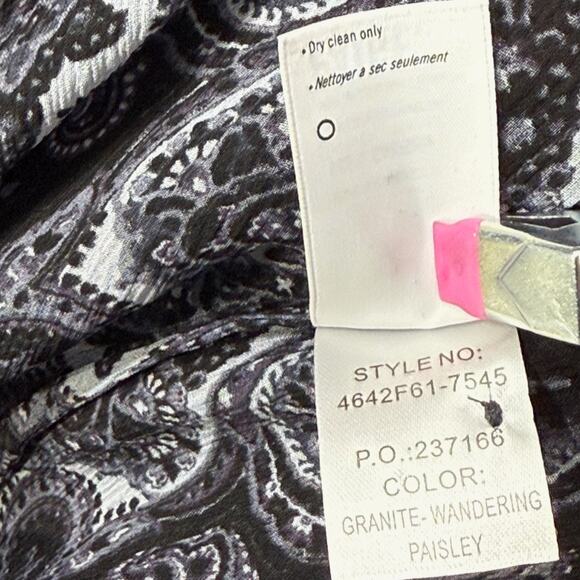 • Dry clean only
• Nettoyer a sec seulement
STYLE NO:
4642F61-7545
P.O.:237166
COLOR:
GRANITE-WANDERING
PAISLEY